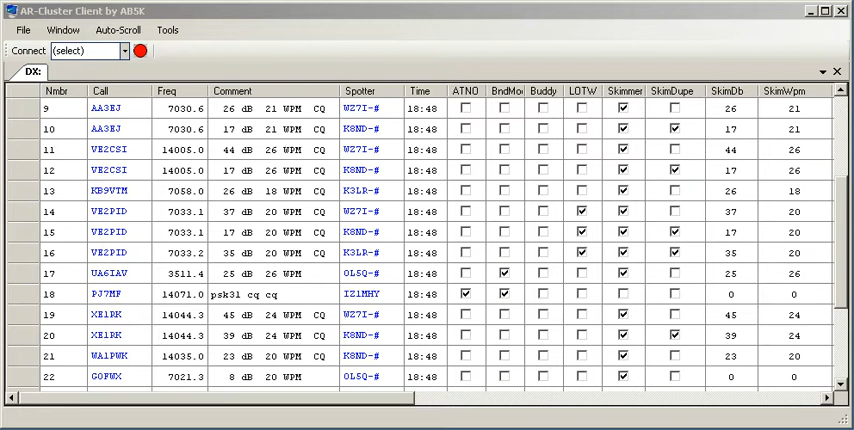 AR-Cluster Client by AB5K
File Window Auto-Scroll Tools
Connect (select)
DX:
Nmbr Call Freq Comment Spotter Time ATNO BndMo Buddy LOTW Skimmer SkimDupe SkimDb SkimWpm
9 AA3EJ 7030.6 26 dB 21 WPM CQ WZ7I-# 18:48 26 21
10 AA3EJ 7030.6 17 dB 21 WPM CQ K8ND-# 18:48 17 21
11 VE2CSI 14005.0 44 dB 26 WPM CQ WZ7I-# 18:48 44 26
12 VE2CSI 14005.0 17 dB 26 WPM CQ K8ND-# 18:48 17 26
13 KB9VTM 7058.0 26 dB 18 WPM CQ K3LR-# 18:48 26 18
14 VE2PID 7033.1 37 dB 20 WPM CQ WZ7I-# 18:48 37 20
15 VE2PID 7033.1 17 dB 20 WPM CQ K8ND-# 18:48 17 20
16 VE2PID 7033.2 35 dB 20 WPM CQ K3LR-# 18:48 35 20
17 UA6IAV 3511.4 25 dB 26 WPM OL5Q-# 18:48 25 26
18 PJ7MF 14071.0 psk31 cq cq IZ1MHY 18:48 0 0
19 XE1RK 14044.3 45 dB 24 WPM CQ WZ7I-# 18:48 45 24
20 XE1RK 14044.3 39 dB 24 WPM CQ K8ND-# 18:48 39 24
21 WA1PWK 14035.0 23 dB 20 WPM CQ K8ND-# 18:48 23 20
22 G0FWX 7021.3 8 dB 20 WPM OL5Q-# 18:48 0 0